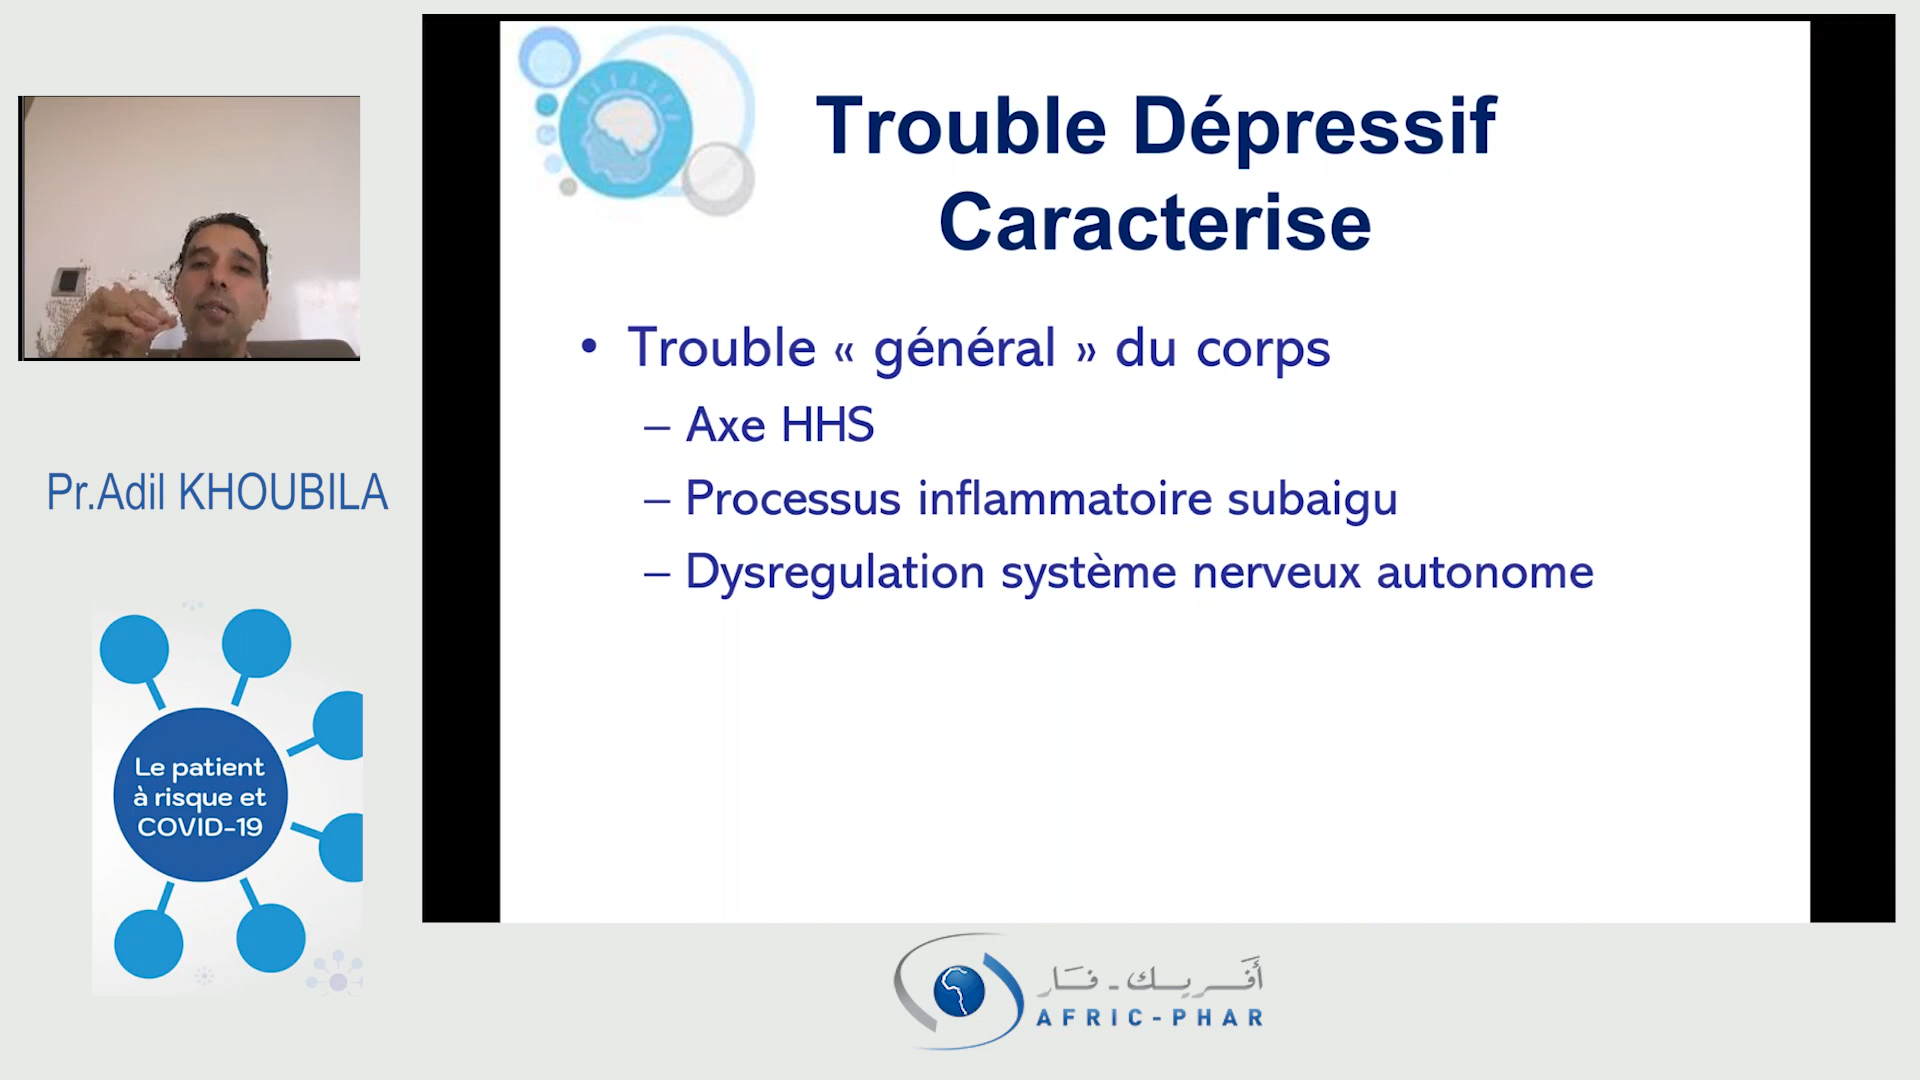 Trouble Dépressif
Caracterise
• Trouble « général » du corps
– Axe HHS
– Processus inflammatoire subaigu
– Dysregulation système nerveux autonome
Pr.Adil KHOUBILA
Le patient
à risque et
COVID-19
أفريك - فار
AFRIC-PHAR